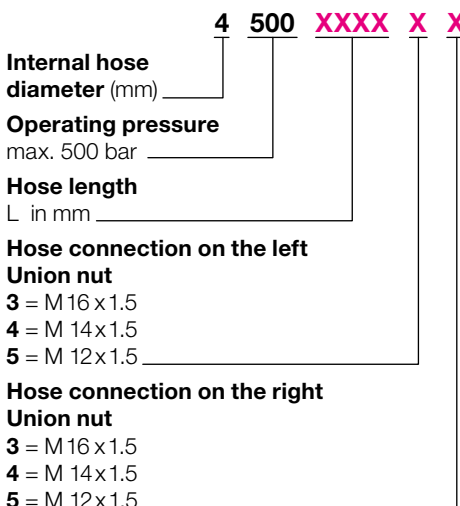 4 500 XXXX X X
Internal hose
diameter (mm)
Operating pressure
max. 500 bar
Hose length
L in mm
Hose connection on the left
Union nut
3 = M 16 x 1.5
4 = M 14 x 1.5
5 = M 12 x 1.5
Hose connection on the right
Union nut
3 = M 16 x 1.5
4 = M 14 x 1.5
5 = M 12 x 1.5